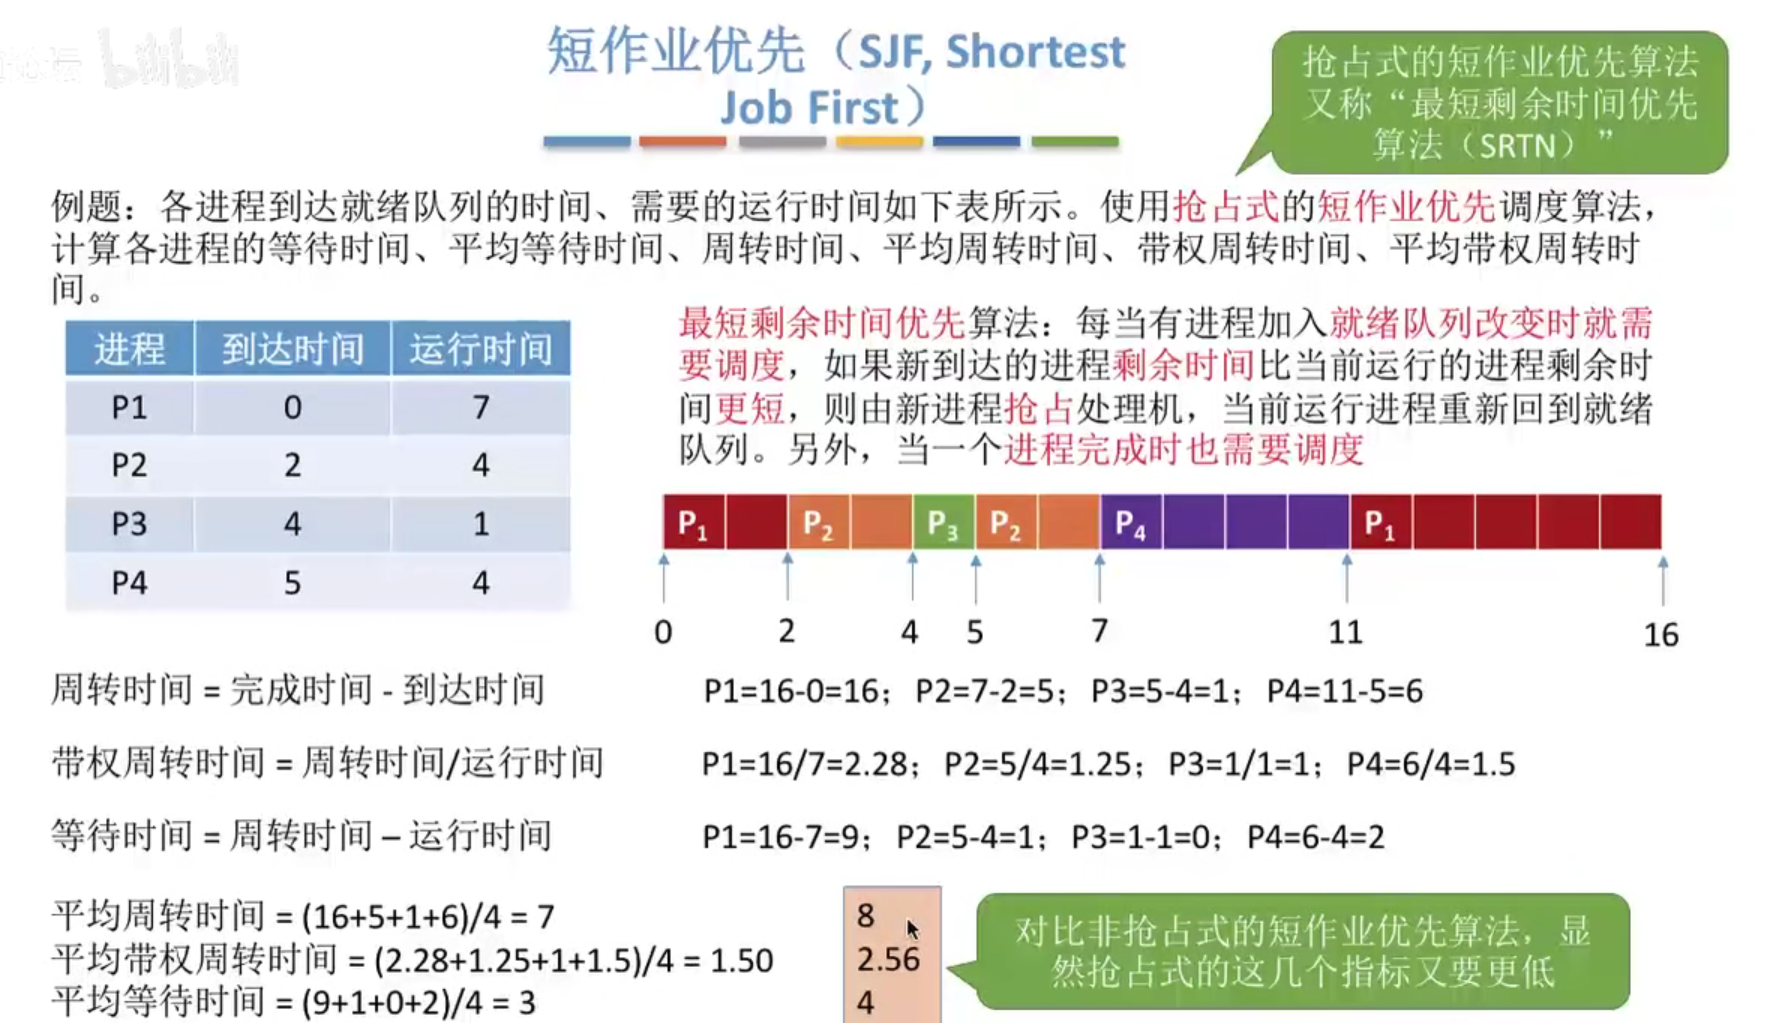 bilibili
短作业优先（SJF, Shortest
Job First）
抢占式的短作业优先算法
又称“最短剩余时间优先
算法（SRTN）”
例题：各进程到达就绪队列的时间、需要的运行时间如下表所示。使用抢占式的短作业优先调度算法，
计算各进程的等待时间、平均等待时间、周转时间、平均周转时间、带权周转时间、平均带权周转时
间。
进程 到达时间 运行时间
P1 0 7
P2 2 4
P3 4 1
P4 5 4
最短剩余时间优先算法：每当有进程加入就绪队列改变时就需
要调度，如果新到达的进程剩余时间比当前运行的进程剩余时
间更短，则由新进程抢占处理机，当前运行进程重新回到就绪
队列。另外，当一个进程完成时也需要调度
P1 P2 P3 P2 P4 P1
0 2 4 5 7 11 16
周转时间 = 完成时间 - 到达时间 P1=16-0=16；P2=7-2=5；P3=5-4=1；P4=11-5=6
带权周转时间 = 周转时间/运行时间 P1=16/7=2.28；P2=5/4=1.25；P3=1/1=1；P4=6/4=1.5
等待时间 = 周转时间 – 运行时间 P1=16-7=9；P2=5-4=1；P3=1-1=0；P4=6-4=2
平均周转时间 = (16+5+1+6)/4 = 7 8
平均带权周转时间 = (2.28+1.25+1+1.5)/4 = 1.50 2.56
平均等待时间 = (9+1+0+2)/4 = 3 4
对比非抢占式的短作业优先算法，显
然抢占式的这几个指标又要更低